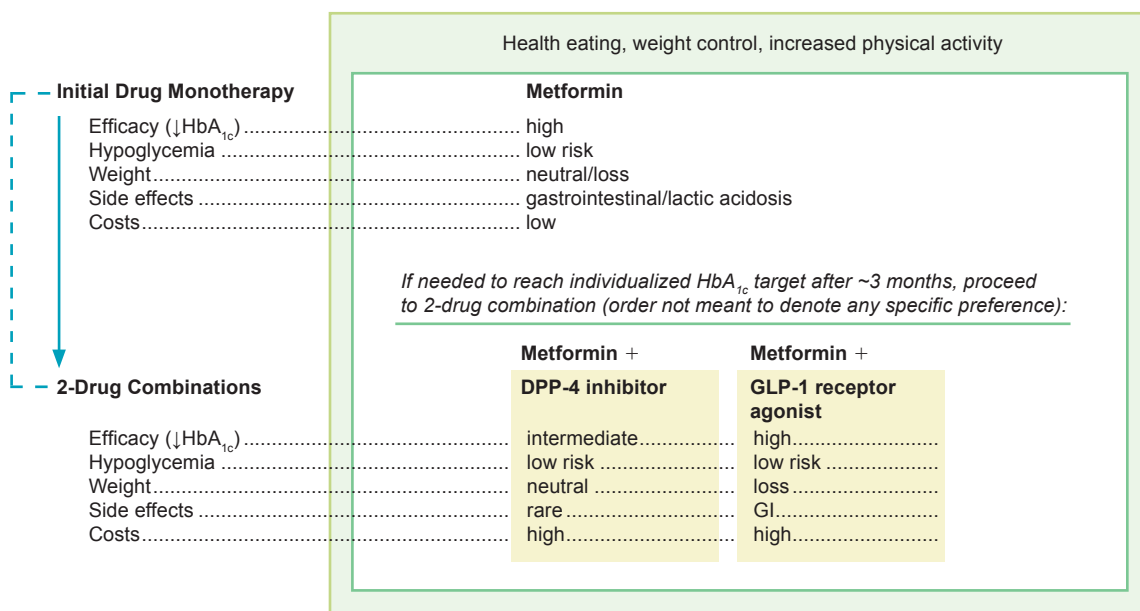 Health eating, weight control, increased physical activity
Initial Drug Monotherapy Metformin
Efficacy (↓HbA1c) high
Hypoglycemia low risk
Weight neutral/loss
Side effects gastrointestinal/lactic acidosis
Costs low
If needed to reach individualized HbA1c target after ~3 months, proceed
to 2-drug combination (order not meant to denote any specific preference):
Metformin + Metformin +
2-Drug Combinations DPP-4 inhibitor GLP-1 receptor
agonist
Efficacy (↓HbA1c) intermediate high
Hypoglycemia low risk low risk
Weight neutral loss
Side effects rare GI
Costs high high